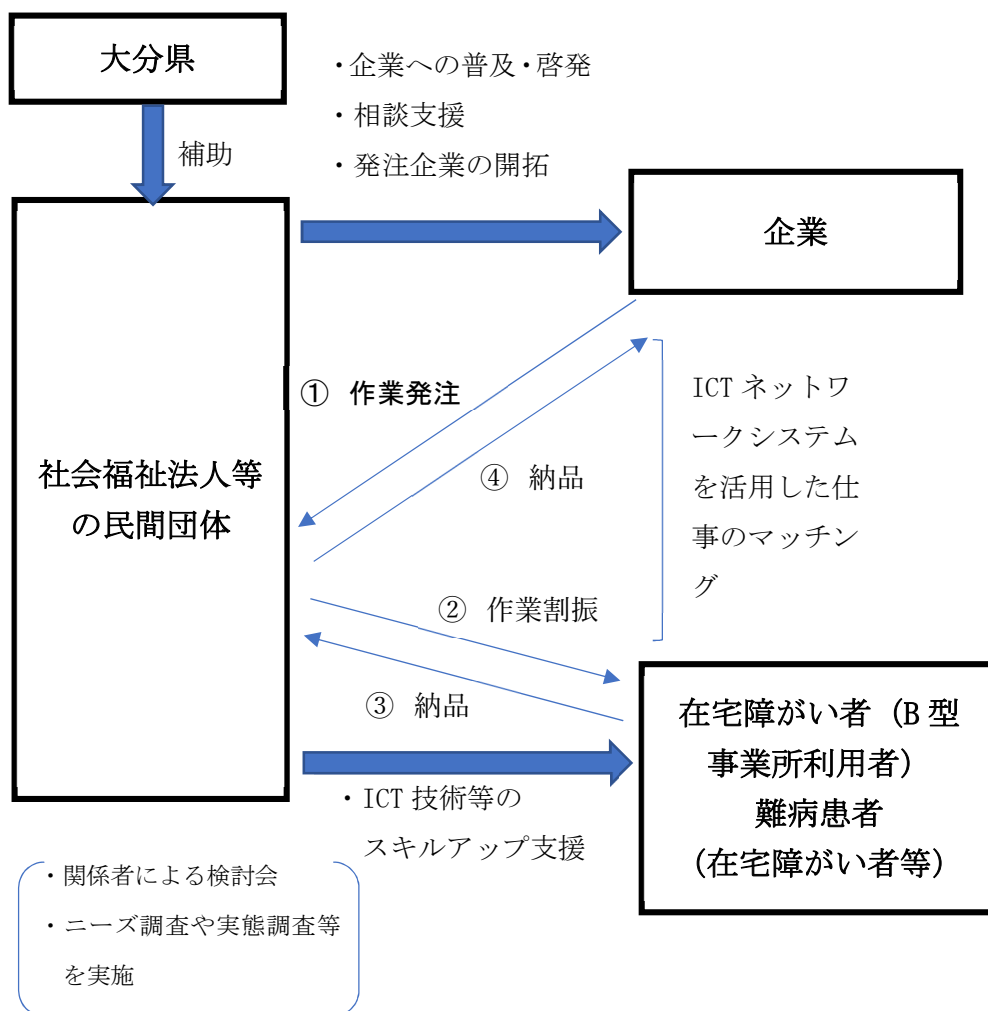 大分県
・企業への普及・啓発
・相談支援
・発注企業の開拓
補助
企業
① 作業発注
ICT ネットワ
ークシステム
を活用した仕
事のマッチン
グ
社会福祉法人等
の民間団体
④ 納品
② 作業割振
③ 納品
在宅障がい者（B 型
事業所利用者）
難病患者
（在宅障がい者等）
・ICT 技術等の
スキルアップ支援
・関係者による検討会
・ニーズ調査や実態調査等
を実施